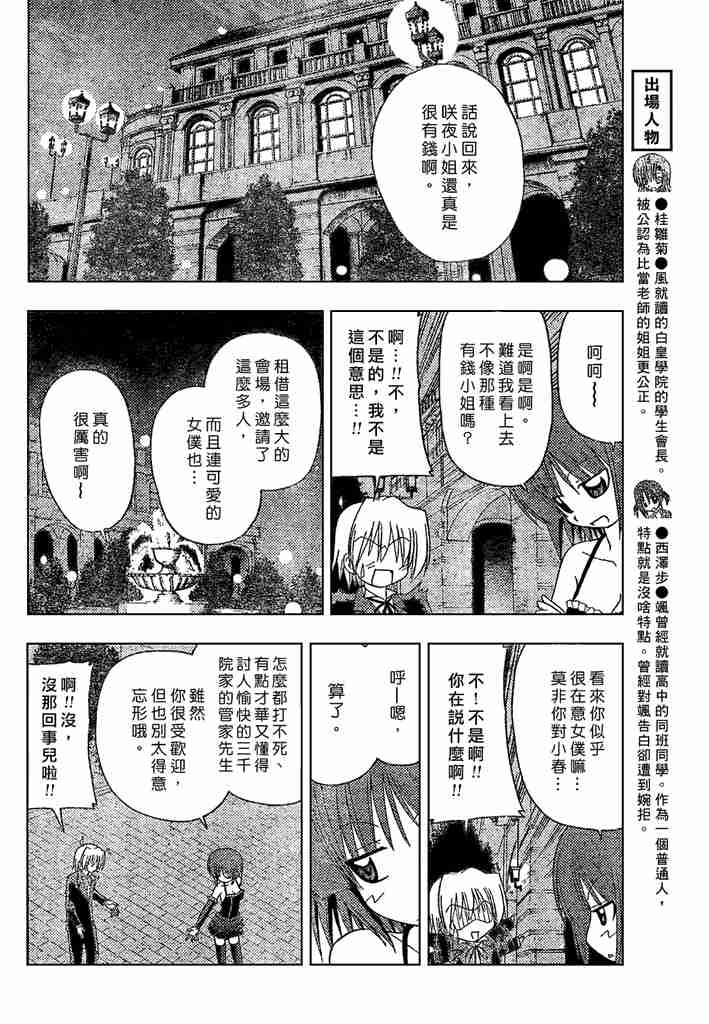 話說回來，
咲夜小姐還真是
很有錢啊。
呵呵～
是啊是啊。
難道我看上去
不像那種
有錢小姐嗎？
啊…!!不，
不是的，我不是
這個意思…!!
租借這麼大的
會場，邀請了
這麼多人，
而且連可愛的
女僕也…
真的
很厲害啊～
看來你似乎
很在意女僕嘛…
莫非你對小春…
不！不是啊!!
你在說什麼啊!!
呼—嗯，
算了。
怎麼都打不死、
有點才華又懂得
討人愉快的三千
院家的管家先生
雖然
你很受歡迎，
但也別太得意
忘形哦。
啊!!沒，
沒那回事兒啦!!
出場人物
●桂雛菊●風就讀的白皇學院的學生會長。
被公認為比當老師的姐姐更公正。
●西澤步●颯曾經就讀高中的同班同學。作為一個普通人，
特點就是沒啥特點。曾經對颯告白卻遭到婉拒。